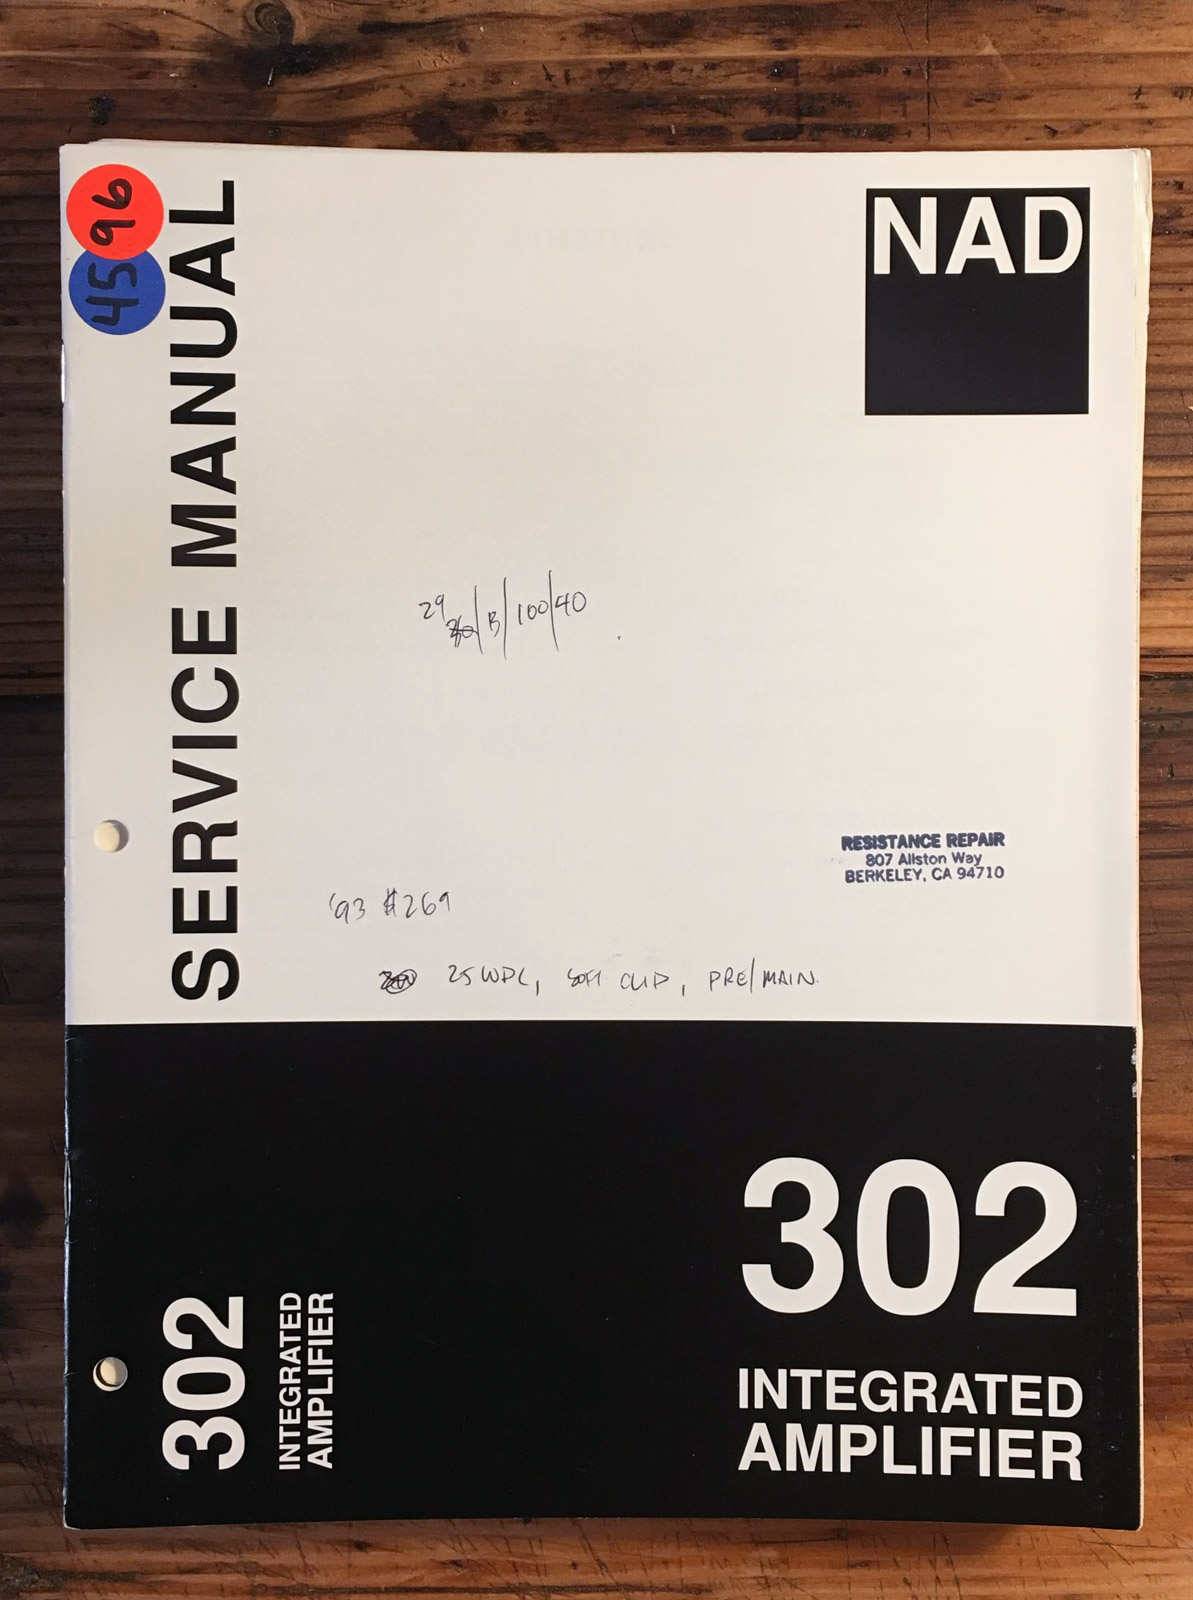 96
45
SERVICE MANUAL
NAD
29/B/100/40
RESISTANCE REPAIR
807 Allston Way
BERKELEY, CA 94710
'93 $269
25 WPC, SOFT CLIP, PRE/MAIN.
302
INTEGRATED
AMPLIFIER
302
INTEGRATED
AMPLIFIER